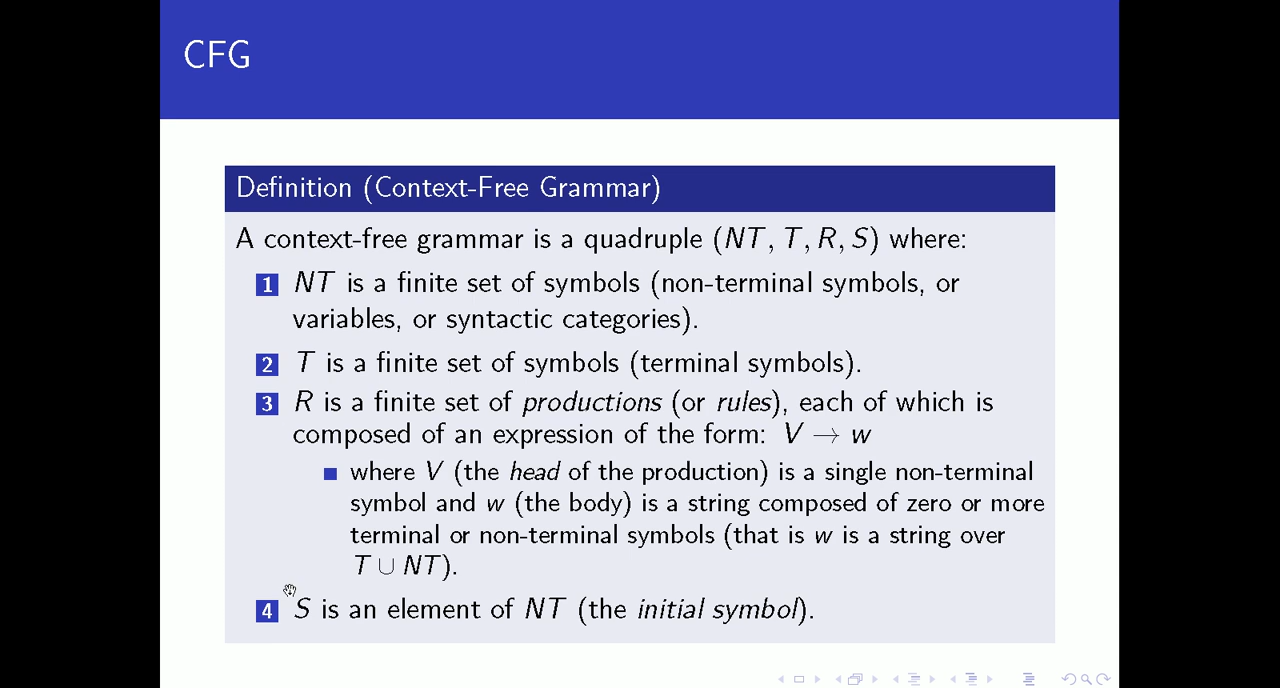 CFG
Definition (Context-Free Grammar)
A context-free grammar is a quadruple (NT, T, R, S) where:
1 NT is a finite set of symbols (non-terminal symbols, or
variables, or syntactic categories).
2 T is a finite set of symbols (terminal symbols).
3 R is a finite set of productions (or rules), each of which is
composed of an expression of the form: V → w
where V (the head of the production) is a single non-terminal
symbol and w (the body) is a string composed of zero or more
terminal or non-terminal symbols (that is w is a string over
T ∪ NT).
4 S is an element of NT (the initial symbol).